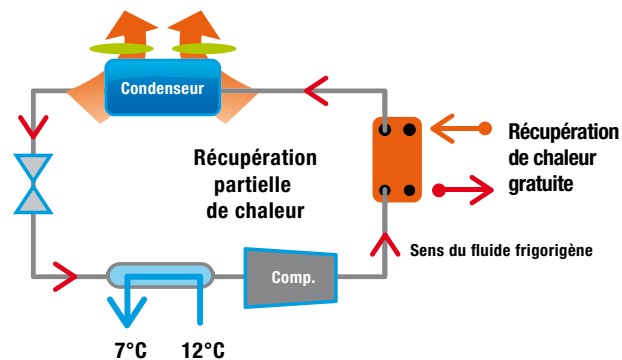 Condenseur
Récupération
partielle
de chaleur
Récupération
de chaleur
gratuite
Sens du fluide frigorigène
Comp.
7°C 12°C